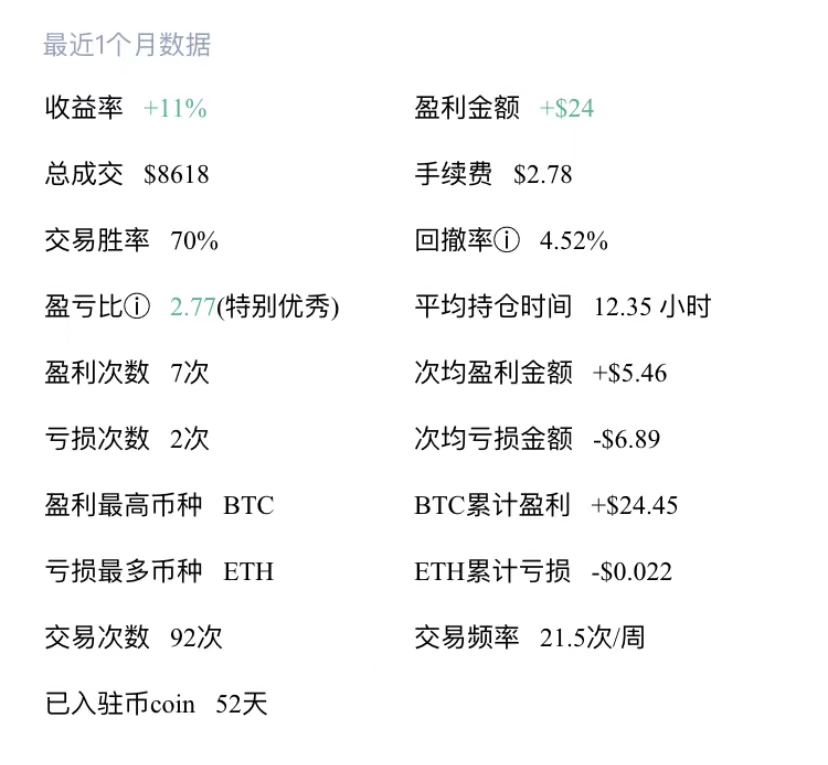 最近1个月数据
收益率 +11% 盈利金额 +$24
总成交 $8618 手续费 $2.78
交易胜率 70% 回撤率ⓘ 4.52%
盈亏比ⓘ 2.77(特别优秀) 平均持仓时间 12.35 小时
盈利次数 7次 次均盈利金额 +$5.46
亏损次数 2次 次均亏损金额 -$6.89
盈利最高币种 BTC BTC累计盈利 +$24.45
亏损最多币种 ETH ETH累计亏损 -$0.022
交易次数 92次 交易频率 21.5次/周
已入驻币coin 52天